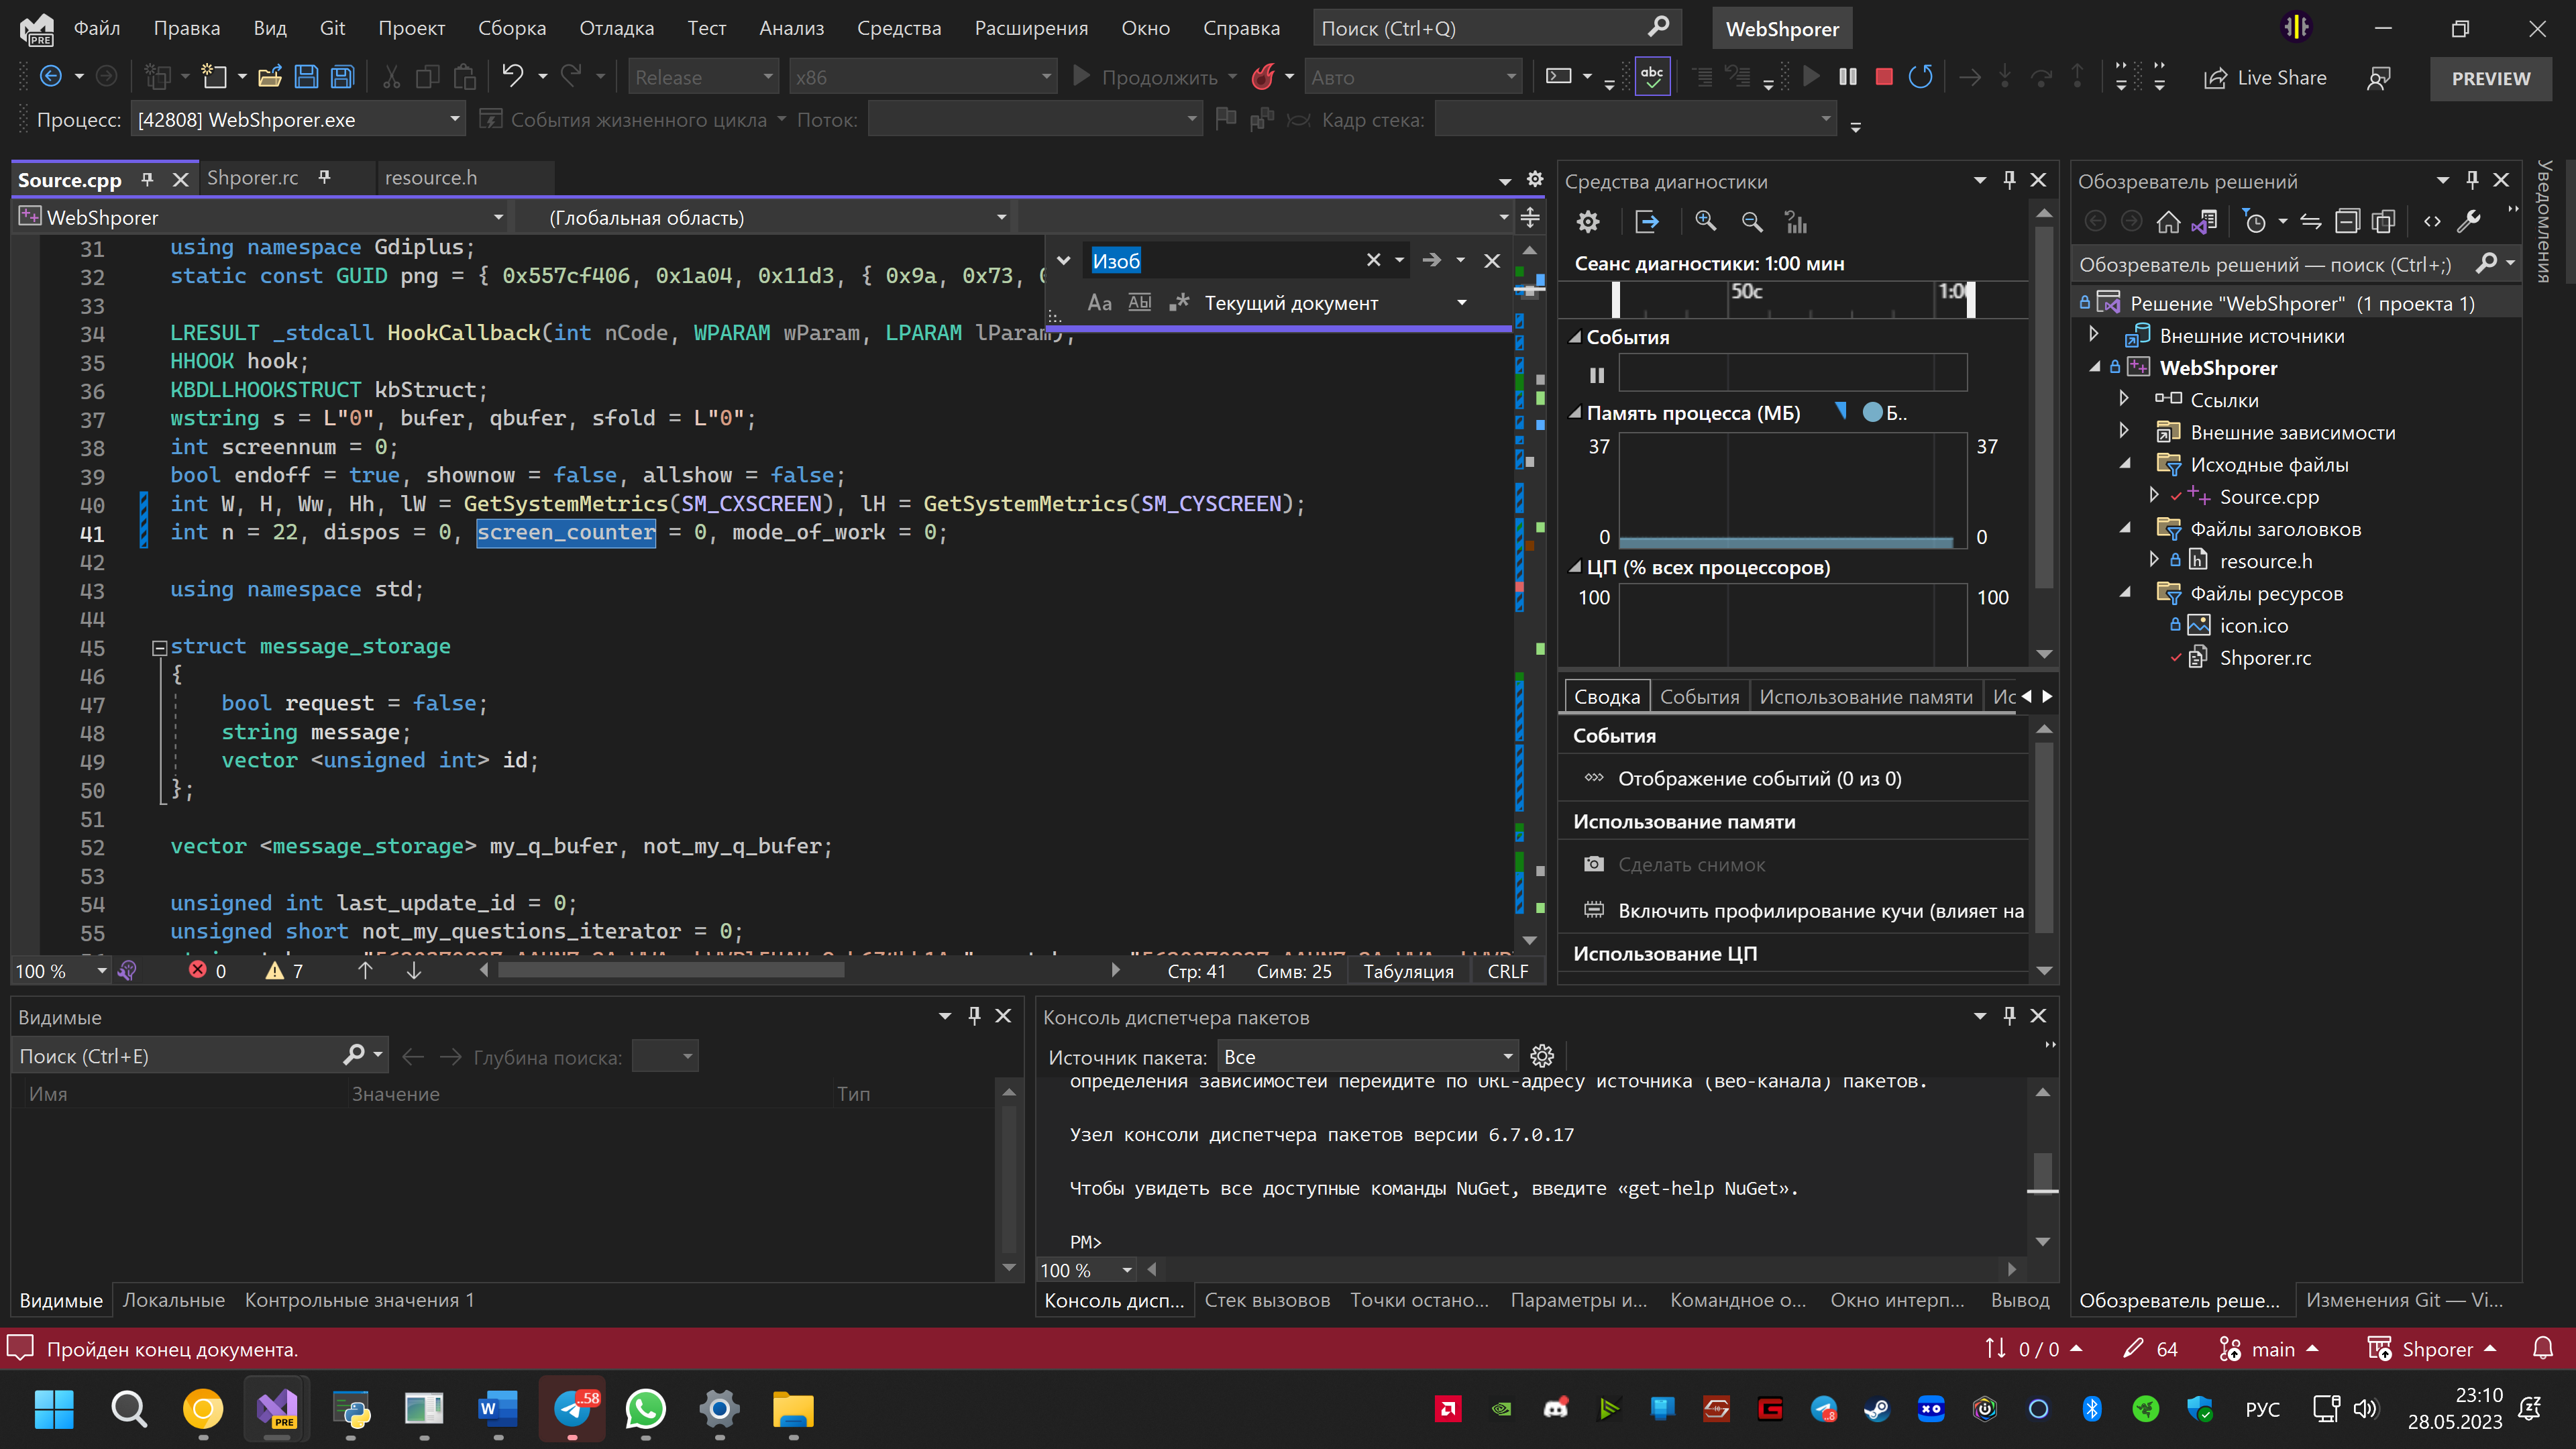 Файл Правка Вид Git Проект Сборка Отладка Тест Анализ Средства Расширения Окно Справка Поиск (Ctrl+Q) WebShporer
PRE
Release x86 Продолжить Авто abc Live Share PREVIEW
Процесс: [42808] WebShporer.exe События жизненного цикла Поток: Кадр стека:
Source.cpp Shporer.rc resource.h
WebShporer (Глобальная область)
Изоб
Aa Ab Текущий документ
31 using namespace Gdiplus;
32 static const GUID png = { 0x557cf406, 0x1a04, 0x11d3, { 0x9a, 0x73,
33
34 LRESULT _stdcall HookCallback(int nCode, WPARAM wParam, LPARAM lParam);
35 HHOOK hook;
36 KBDLLHOOKSTRUCT kbStruct;
37 wstring s = L"0", bufer, qbufer, sfold = L"0";
38 int screennum = 0;
39 bool endoff = true, shownow = false, allshow = false;
40 int W, H, Ww, Hh, lW = GetSystemMetrics(SM_CXSCREEN), lH = GetSystemMetrics(SM_CYSCREEN);
41 int n = 22, dispos = 0, screen_counter = 0, mode_of_work = 0;
42
43 using namespace std;
44
45 struct message_storage
46 {
47 bool request = false;
48 string message;
49 vector <unsigned int> id;
50 };
51
52 vector <message_storage> my_q_bufer, not_my_q_bufer;
53
54 unsigned int last_update_id = 0;
55 unsigned short not_my_questions_iterator = 0;
100 % 0 7 Стр: 41 Симв: 25 Табуляция CRLF
Средства диагностики
Сеанс диагностики: 1:00 мин
50с 1:0
События
Память процесса (МБ) Б..
37 37
0 0
ЦП (% всех процессоров)
100 100
Сводка События Использование памяти Ис
События
Отображение событий (0 из 0)
Использование памяти
Сделать снимок
Включить профилирование кучи (влияет на
Использование ЦП
Обозреватель решений
Обозреватель решений — поиск (Ctrl+;)
Решение "WebShporer" (1 проекта 1)
Внешние источники
WebShporer
Ссылки
Внешние зависимости
Исходные файлы
Source.cpp
Файлы заголовков
resource.h
Файлы ресурсов
icon.ico
Shporer.rc
Уведомления
Видимые
Поиск (Ctrl+E) Глубина поиска:
Имя Значение Тип
Видимые Локальные Контрольные значения 1
Консоль диспетчера пакетов
Источник пакета: Все
определения зависимостей перейдите по URL-адресу источника (веб-канала) пакетов.
Узел консоли диспетчера пакетов версии 6.7.0.17
Чтобы увидеть все доступные команды NuGet, введите «get-help NuGet».
PM>
100 %
Консоль дисп... Стек вызовов Точки остано... Параметры и... Командное о... Окно интерп... Вывод
Обозреватель реше... Изменения Git — Vi...
Пройден конец документа. 0 / 0 64 main Shporer
PRE .58 РУС 23:10
28.05.2023